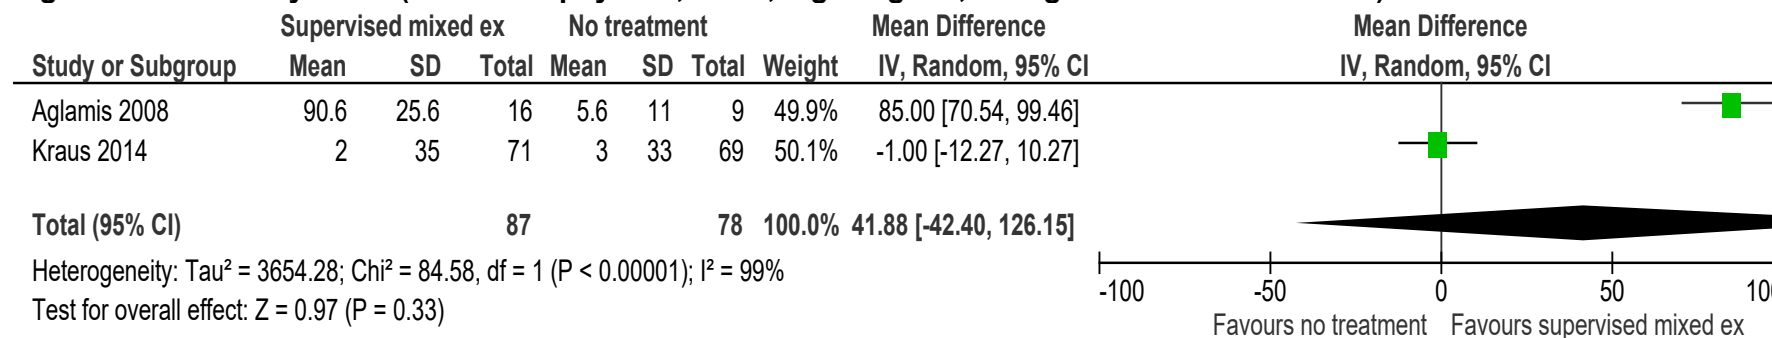 Supervised mixed ex No treatment Mean Difference Mean Difference
Study or Subgroup Mean SD Total Mean SD Total Weight IV, Random, 95% CI IV, Random, 95% CI
Aglamis 2008 90.6 25.6 16 5.6 11 9 49.9% 85.00 [70.54, 99.46]
Kraus 2014 2 35 71 3 33 69 50.1% -1.00 [-12.27, 10.27]
Total (95% CI) 87 78 100.0% 41.88 [-42.40, 126.15]
Heterogeneity: Tau² = 3654.28; Chi² = 84.58, df = 1 (P < 0.00001); I² = 99%
-100 -50 0 50 100
Test for overall effect: Z = 0.97 (P = 0.33)
Favours no treatment Favours supervised mixed ex